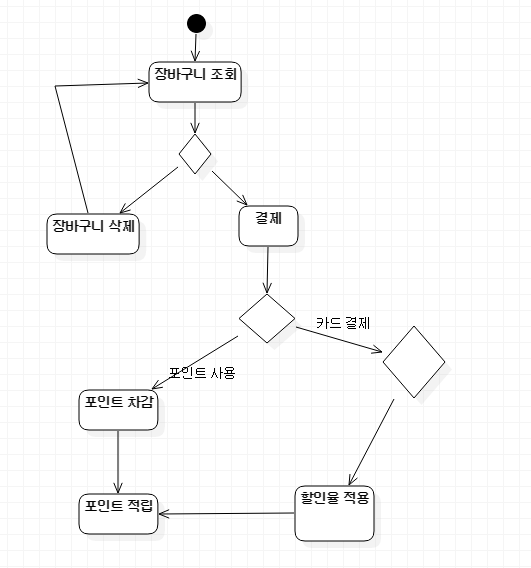 장바구니 조회
장바구니 삭제
결제
카드 결제
포인트 사용
포인트 차감
포인트 적립
할인율 적용